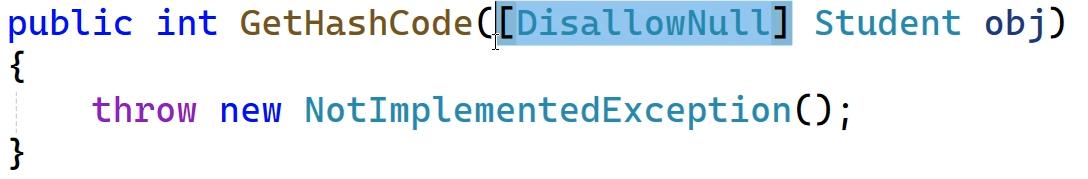 public int GetHashCode([DisallowNull] Student obj)
{
    throw new NotImplementedException();
}